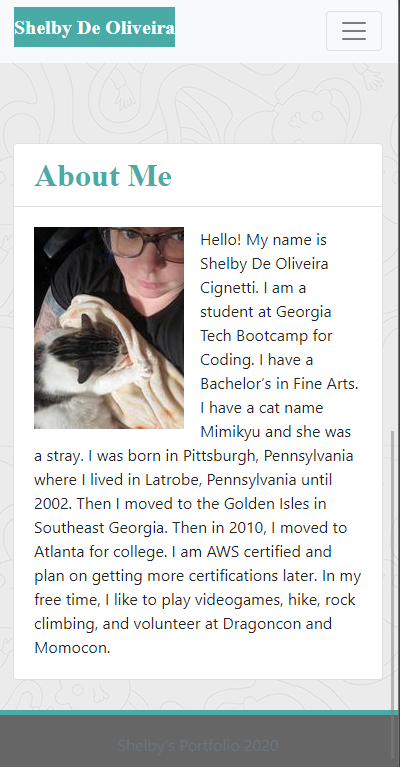 Shelby De Oliveira
About Me
Hello! My name is
Shelby De Oliveira
Cignetti. I am a
student at Georgia
Tech Bootcamp for
Coding. I have a
Bachelor's in Fine Arts.
I have a cat name
Mimikyu and she was
a stray. I was born in Pittsburgh, Pennsylvania
where I lived in Latrobe, Pennsylvania until
2002. Then I moved to the Golden Isles in
Southeast Georgia. Then in 2010, I moved to
Atlanta for college. I am AWS certified and
plan on getting more certifications later. In my
free time, I like to play videogames, hike, rock
climbing, and volunteer at Dragoncon and
Momocon.
Shelby's Portfolio 2020